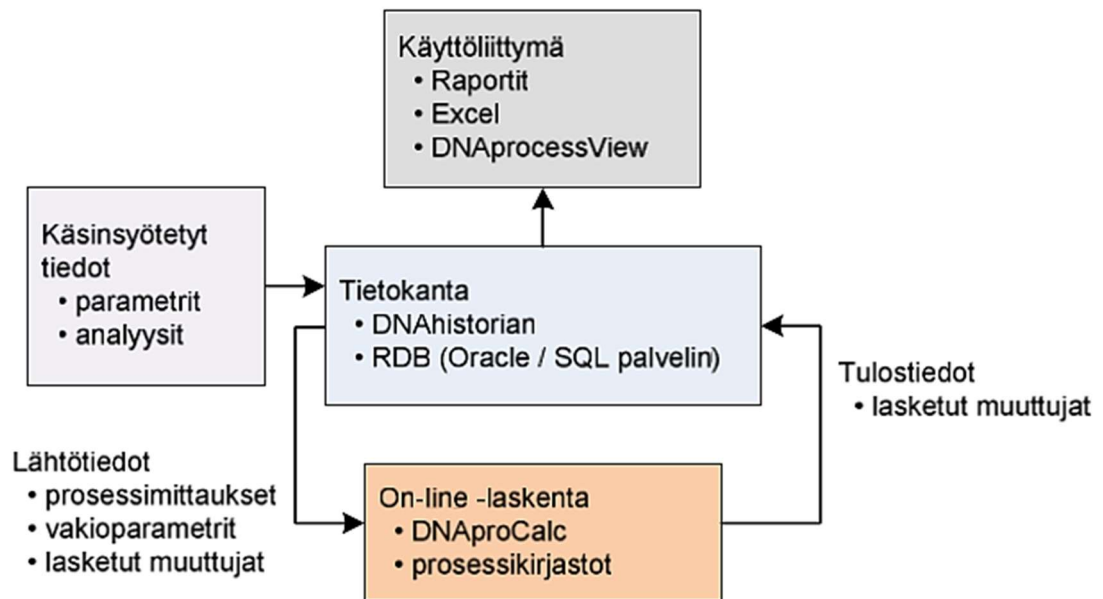 Käyttöliittymä
• Raportit
• Excel
• DNAprocessView
Käsinsyötetyt
tiedot
• parametrit
• analyysit
Tietokanta
• DNAhistorian
• RDB (Oracle / SQL palvelin)
Tulostiedot
• lasketut muuttujat
Lähtötiedot
• prosessimittaukset
• vakioparametrit
• lasketut muuttujat
On-line -laskenta
• DNAproCalc
• prosessikirjastot